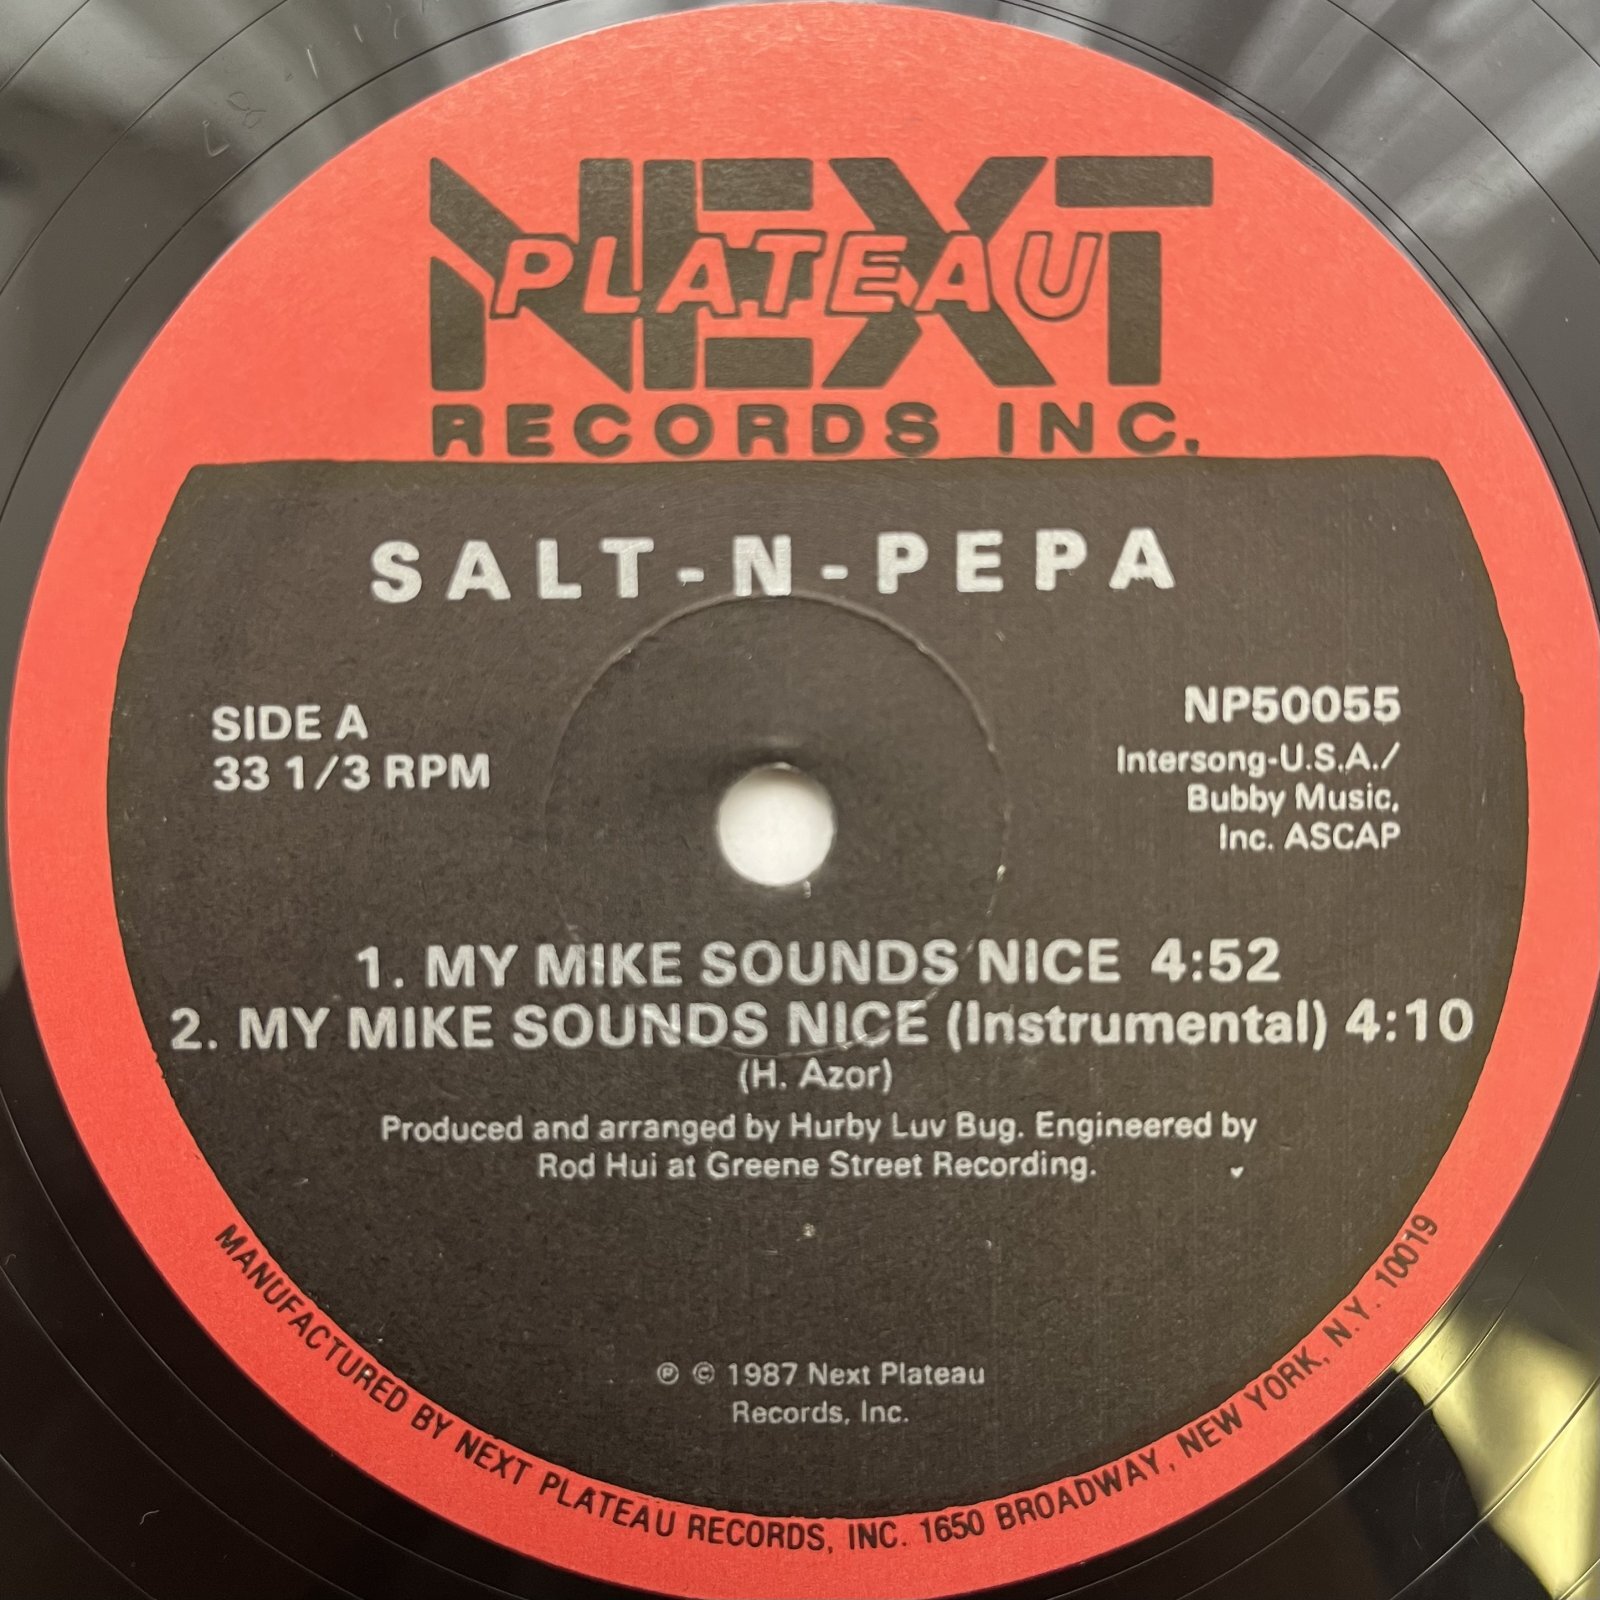 NEXT
PLATEAU
RECORDS INC.
SALT-N-PEPA
SIDE A
33 1/3 RPM
NP50055
Intersong-U.S.A./
Bubby Music,
Inc. ASCAP
1. MY MIKE SOUNDS NICE 4:52
2. MY MIKE SOUNDS NICE (Instrumental) 4:10
(H. Azor)
Produced and arranged by Hurby Luv Bug. Engineered by
Rod Hui at Greene Street Recording.
℗ © 1987 Next Plateau
Records, Inc.
MANUFACTURED BY NEXT PLATEAU RECORDS, INC. 1650 BROADWAY, NEW YORK, N.Y. 10019